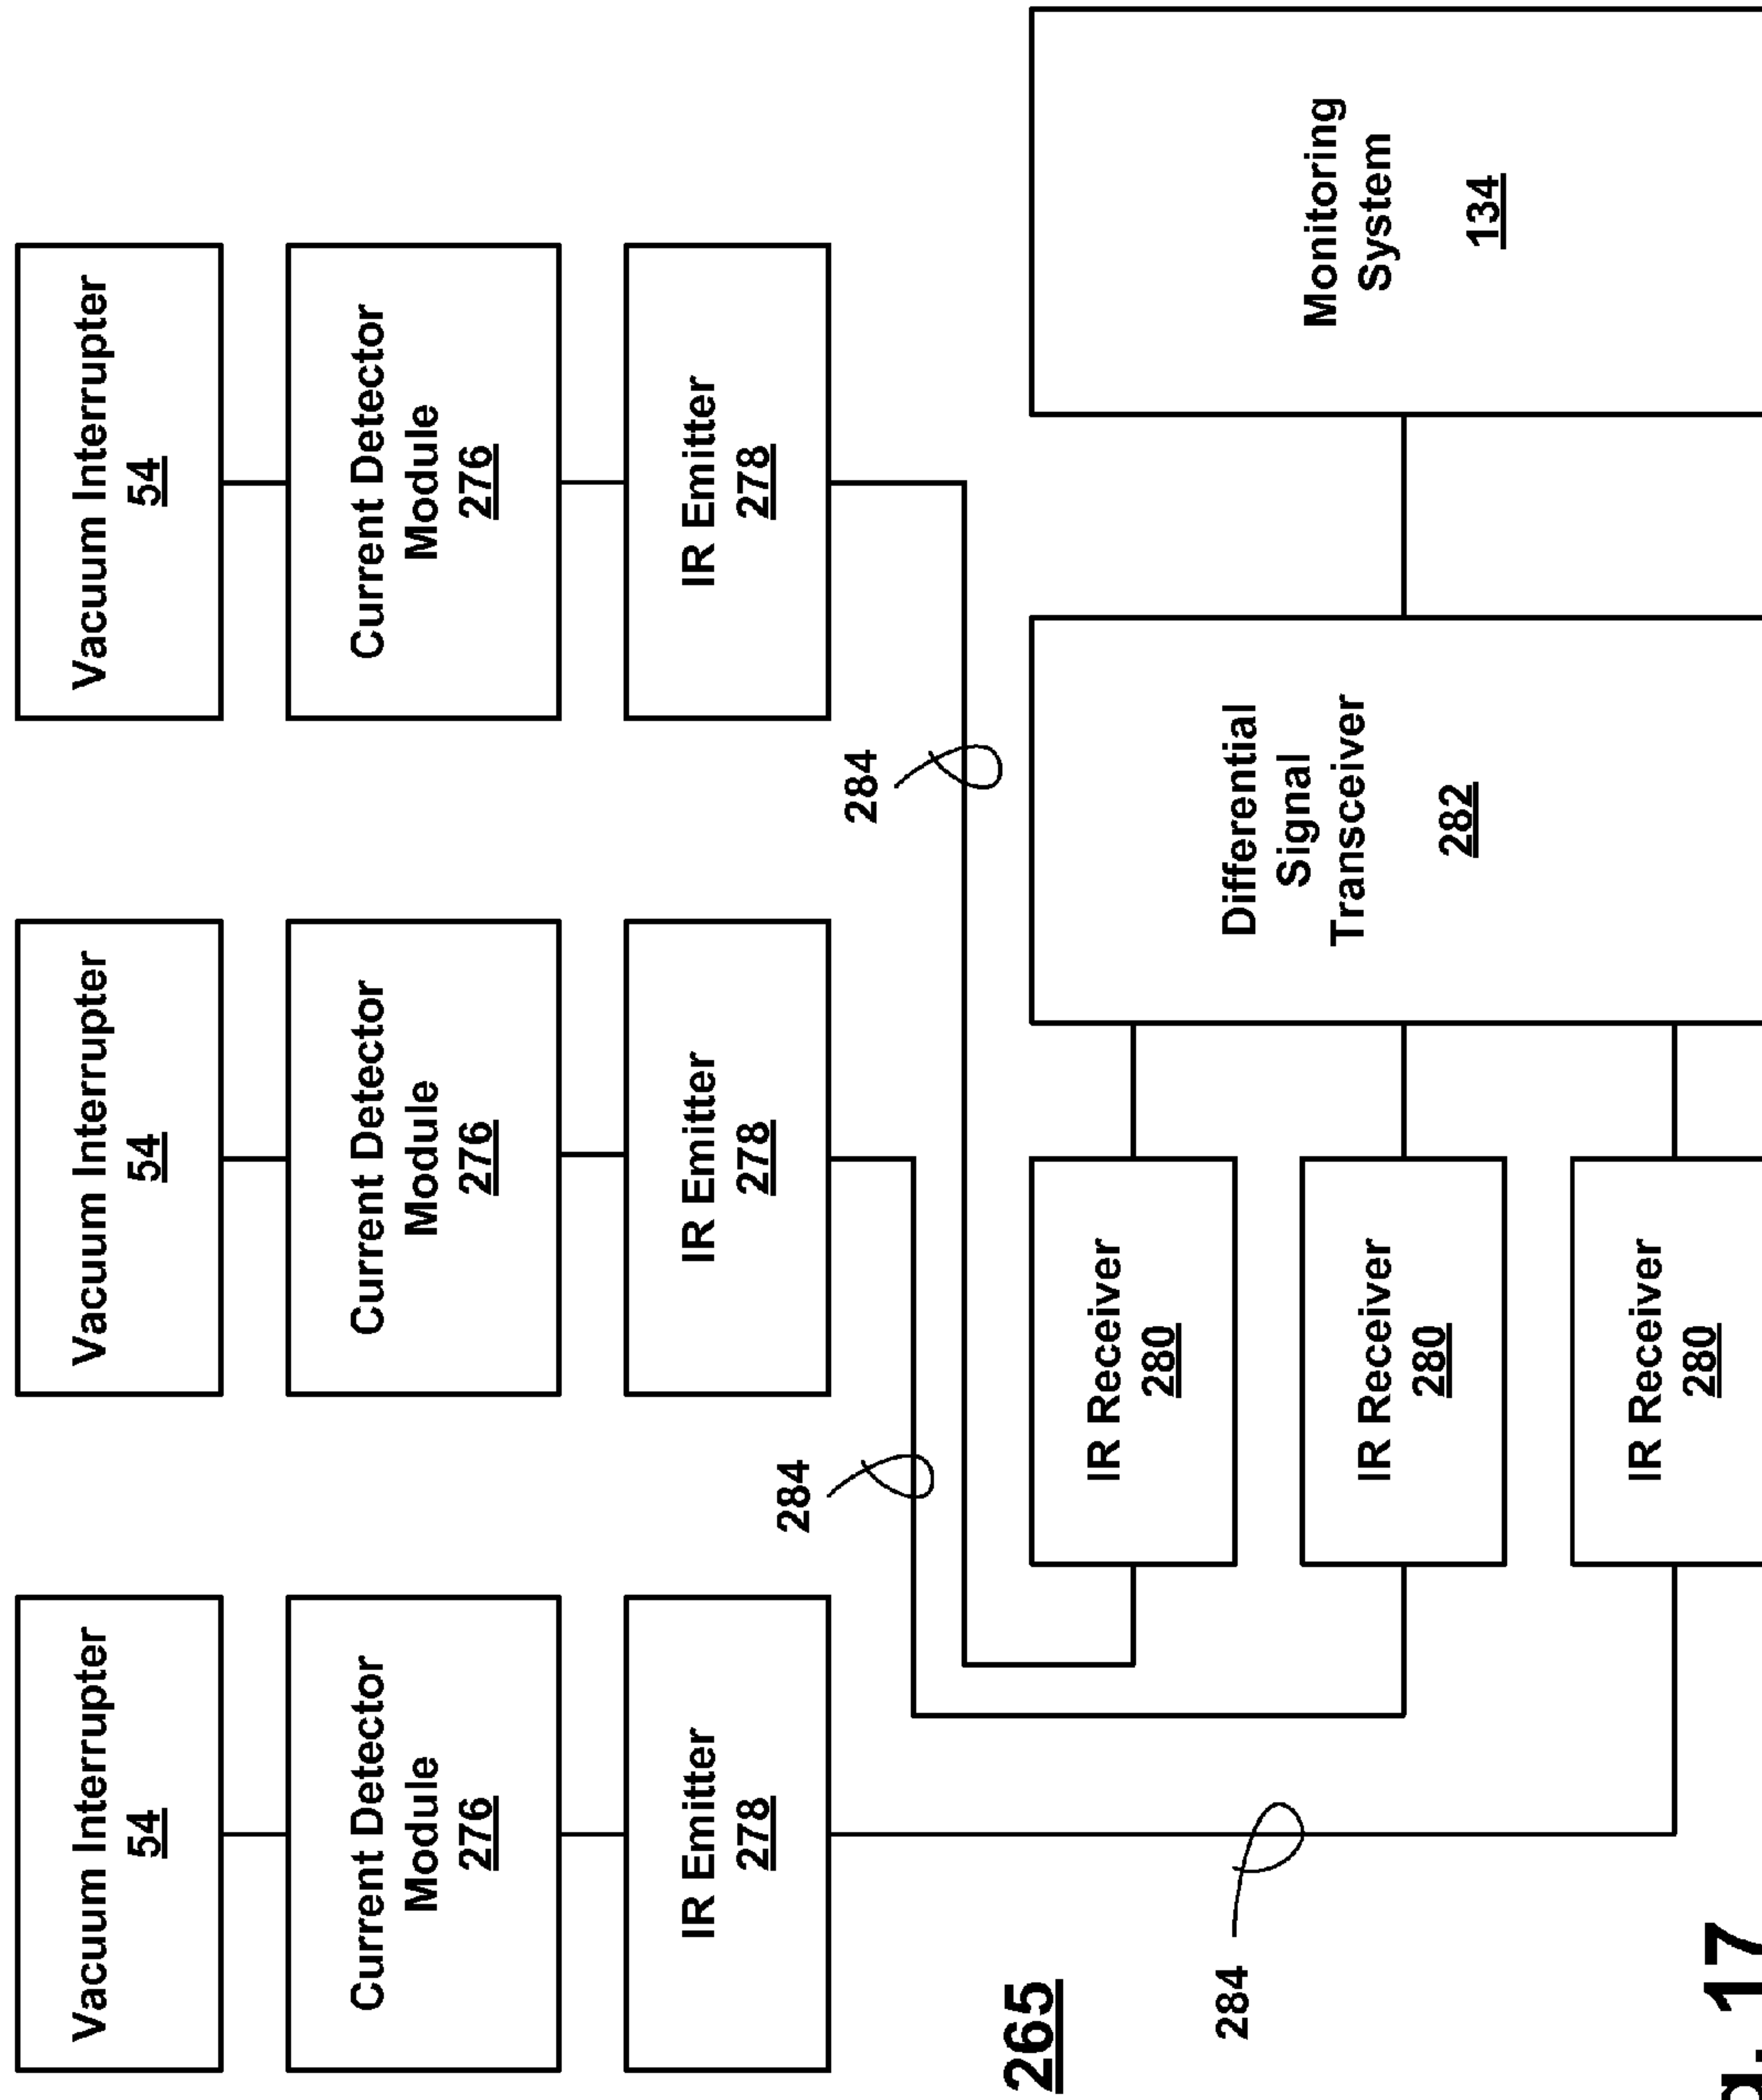 Vacuum Interrupter
54
Vacuum Interrupter
54
Vacuum Interrupter
54
Current Detector
Module
276
Current Detector
Module
276
Current Detector
Module
276
IR Emitter
278
IR Emitter
278
IR Emitter
278
284
284
284
265
IR Receiver
280
IR Receiver
280
IR Receiver
280
Differential
Signal
Transceiver
282
Monitoring
System
134
g. 17